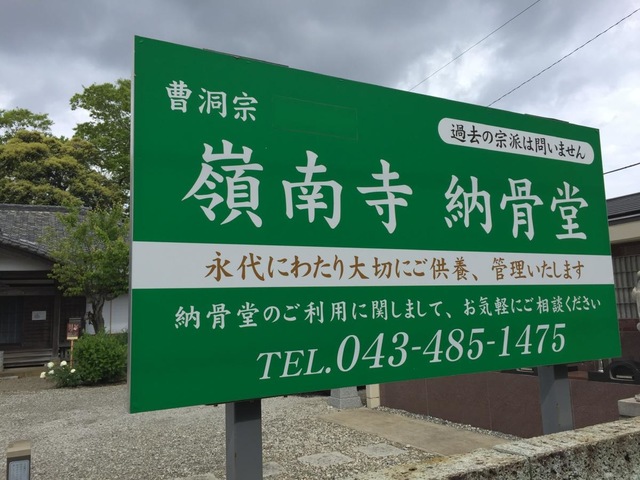 曹洞宗
過去の宗派は問いません
嶺南寺 納骨堂
永代にわたり大切にご供養、管理いたします
納骨堂のご利用に関しまして、お気軽にご相談ください
TEL.043-485-1475